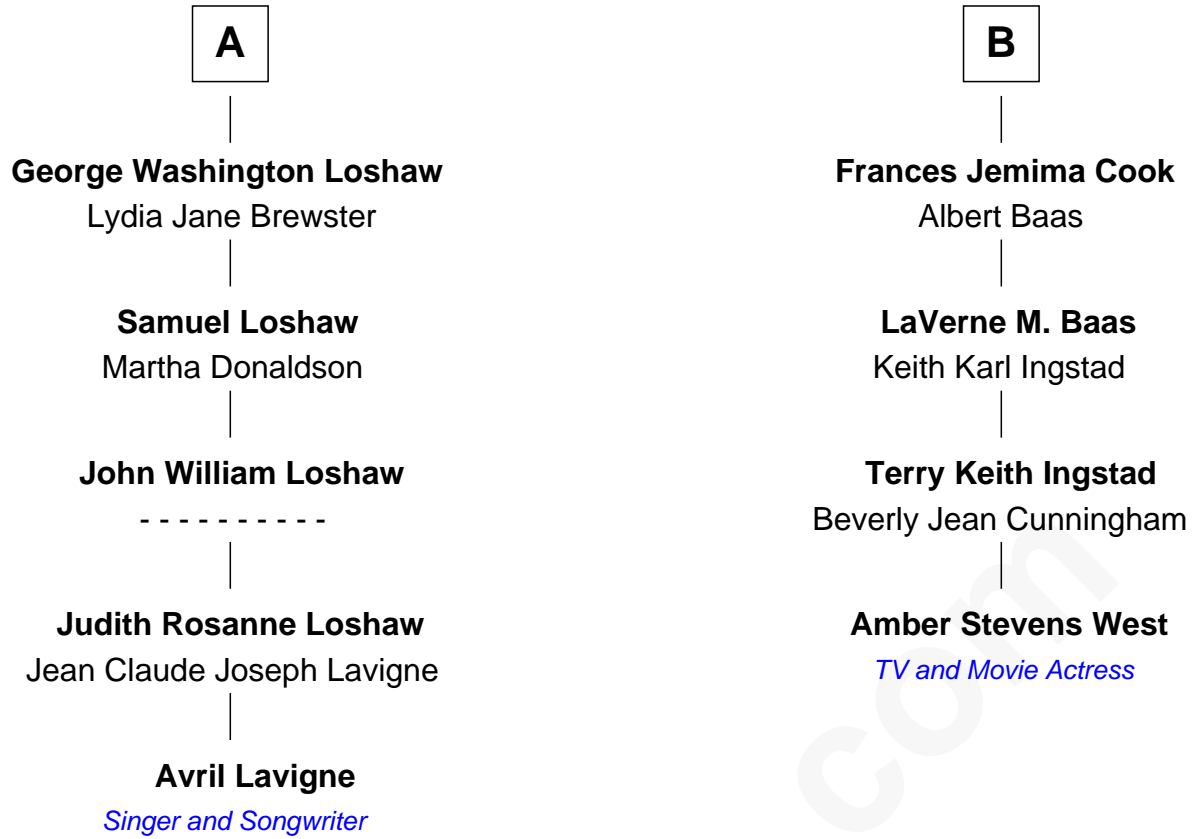 A
George Washington Loshaw
Lydia Jane Brewster
Samuel Loshaw
Martha Donaldson
John William Loshaw
- - - - - - - - - -
Judith Rosanne Loshaw
Jean Claude Joseph Lavigne
Avril Lavigne
Singer and Songwriter
B
Frances Jemima Cook
Albert Baas
LaVerne M. Baas
Keith Karl Ingstad
Terry Keith Ingstad
Beverly Jean Cunningham
Amber Stevens West
TV and Movie Actress
com